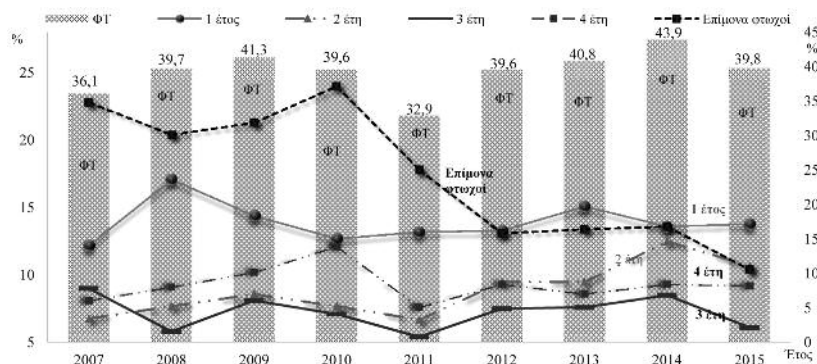 ΦΤ 1 έτος 2 έτη 3 έτη 4 έτη Επίμονα φτωχοί
% 45
%
36,1 39,7 41,3 39,6 32,9 39,6 40,8 43,9 39,8
25 40
20 35
15 30
10 25
5 20
15
10
5
0
ΦΤ ΦΤ ΦΤ ΦΤ ΦΤ ΦΤ ΦΤ ΦΤ ΦΤ
Επίμονα
φτωχοί
1 έτος
2 έτη
4 έτη
3 έτη
2007 2008 2009 2010 2011 2012 2013 2014 2015
Έτος